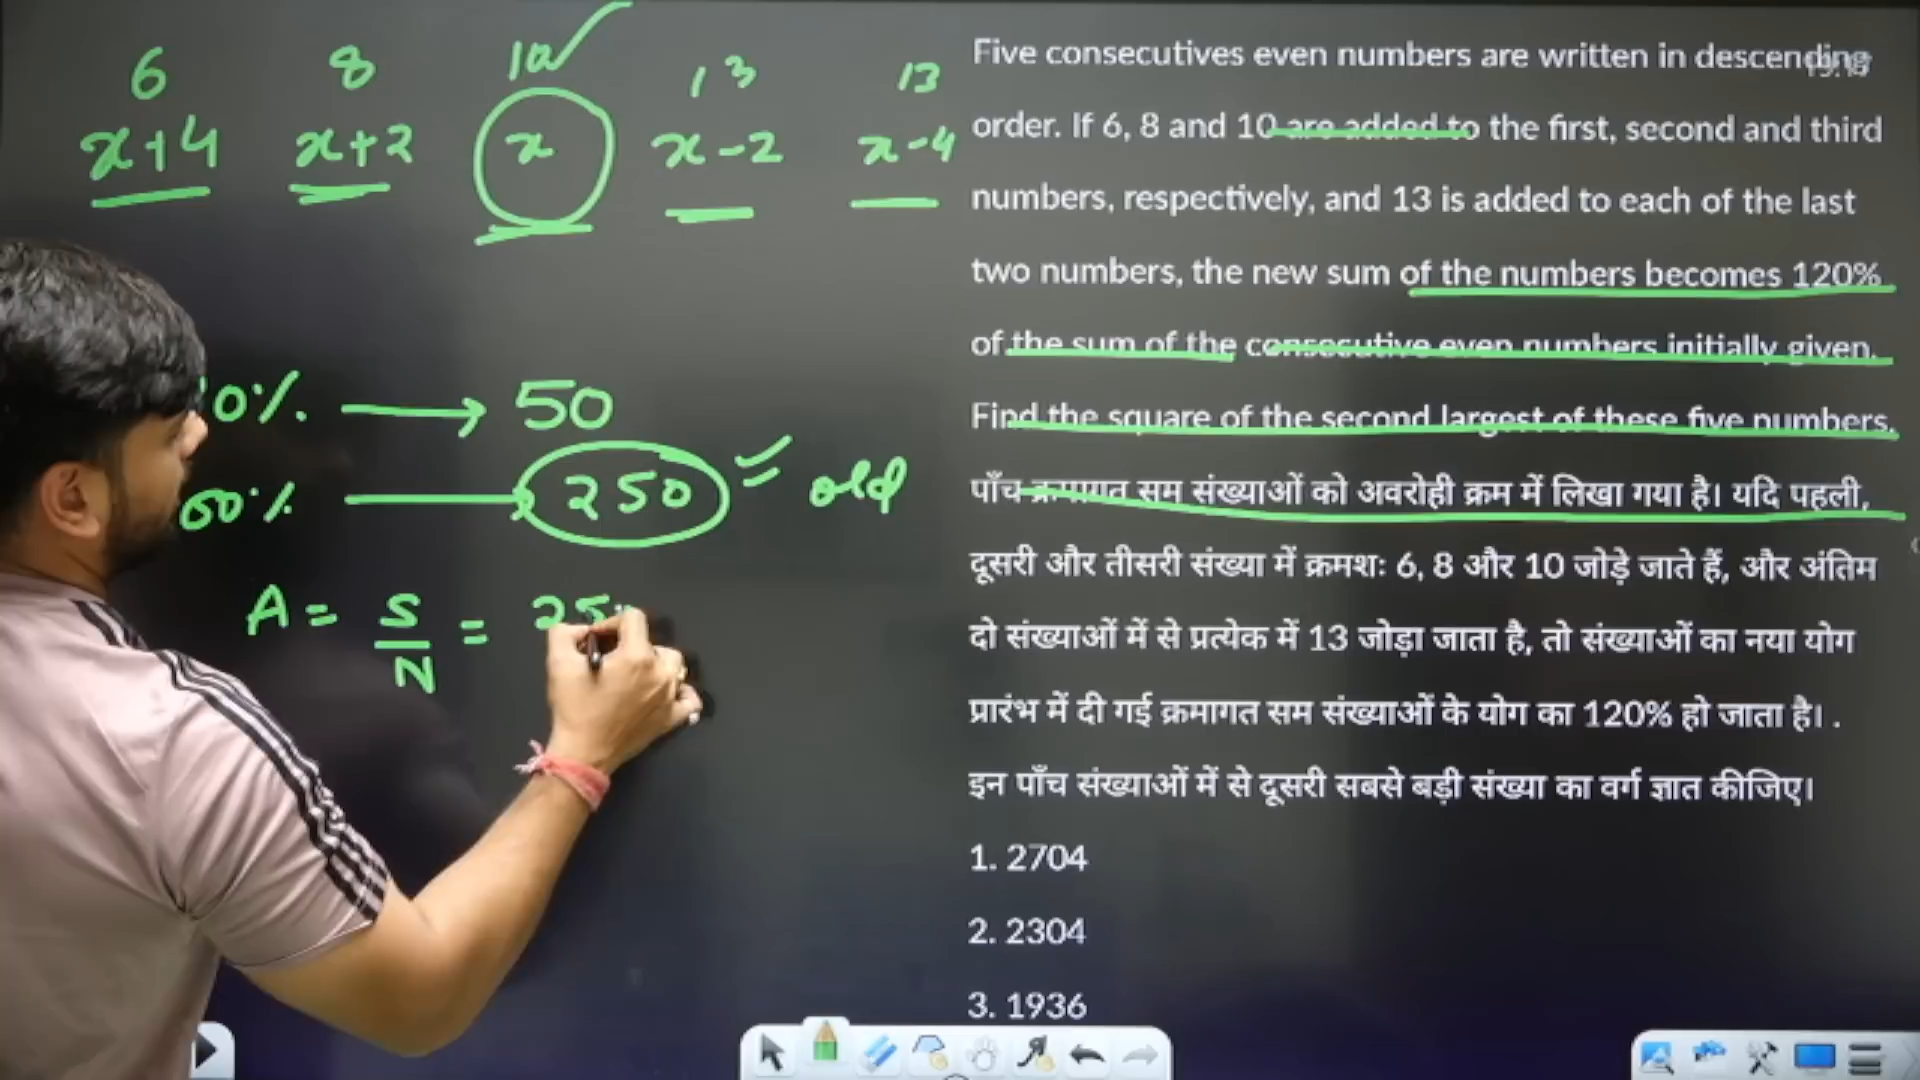 6 8 10 13 13
x+4 x+2 x x-2 x-4
0% → 50
00% → 250 = old
A = S/N = 25
Five consecutives even numbers are written in descending
order. If 6, 8 and 10 are added to the first, second and third
numbers, respectively, and 13 is added to each of the last
two numbers, the new sum of the numbers becomes 120%
of the sum of the consecutive even numbers initially given.
Find the square of the second largest of these five numbers.
पाँच क्रमागत सम संख्याओं को अवरोही क्रम में लिखा गया है। यदि पहली,
दूसरी और तीसरी संख्या में क्रमशः 6, 8 और 10 जोड़े जाते हैं, और अंतिम
दो संख्याओं में से प्रत्येक में 13 जोड़ा जाता है, तो संख्याओं का नया योग
प्रारंभ में दी गई क्रमागत सम संख्याओं के योग का 120% हो जाता है। .
इन पाँच संख्याओं में से दूसरी सबसे बड़ी संख्या का वर्ग ज्ञात कीजिए।
1. 2704
2. 2304
3. 1936